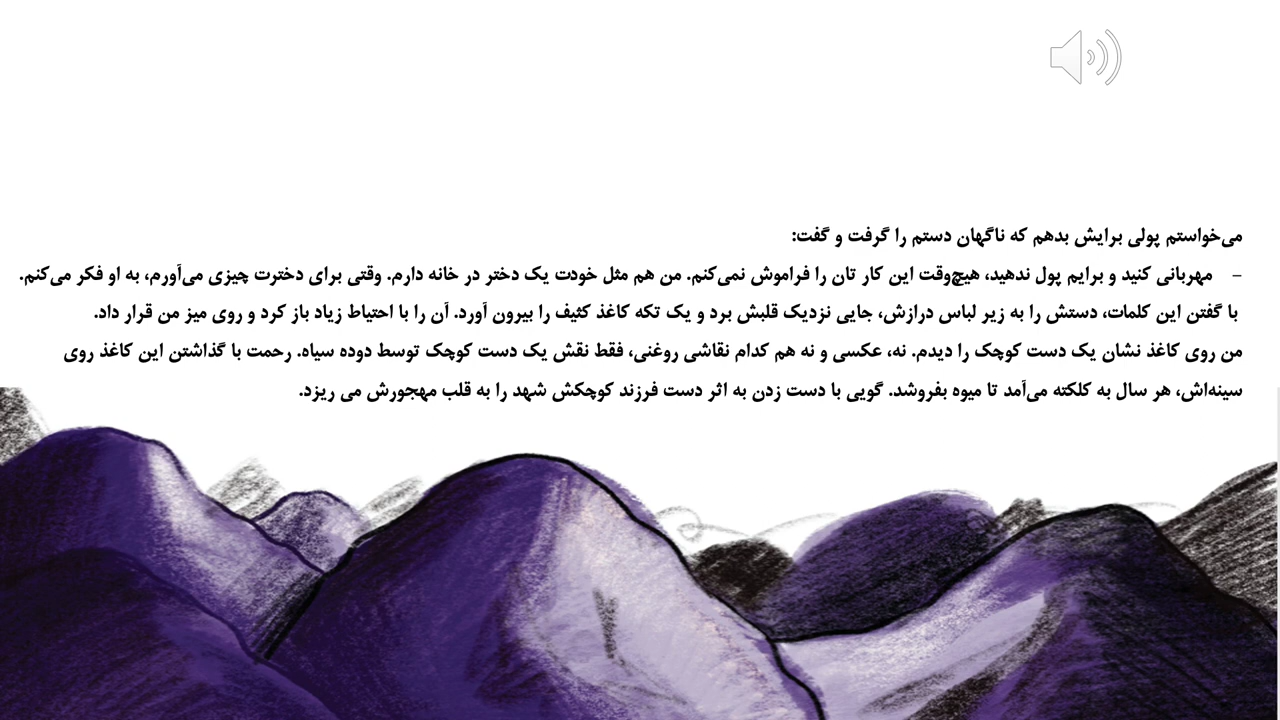 می‌خواستم پولی برایش بدهم که ناگهان دستم را گرفت و گفت:
- مهربانی کنید و برایم پول ندهید، هیچ‌وقت این کار تان را فراموش نمی‌کنم. من هم مثل خودت یک دختر در خانه دارم. وقتی برای دخترت چیزی می‌آورم، به او فکر می‌کنم.
با گفتن این کلمات، دستش را به زیر لباس درازش، جایی نزدیک قلبش برد و یک تکه کاغذ کثیف را بیرون آورد. آن را با احتیاط زیاد باز کرد و روی میز من قرار داد.
من روی کاغذ نشان یک دست کوچک را دیدم. نه، عکسی و نه هم کدام نقاشی روغنی، فقط نقش یک دست کوچک توسط دوده سیاه. رحمت با گذاشتن این کاغذ روی
سینه‌اش، هر سال به کلکته می‌آمد تا میوه بفروشد. گویی با دست زدن به اثر دست فرزند کوچکش شهد را به قلب مهجورش می ریزد.